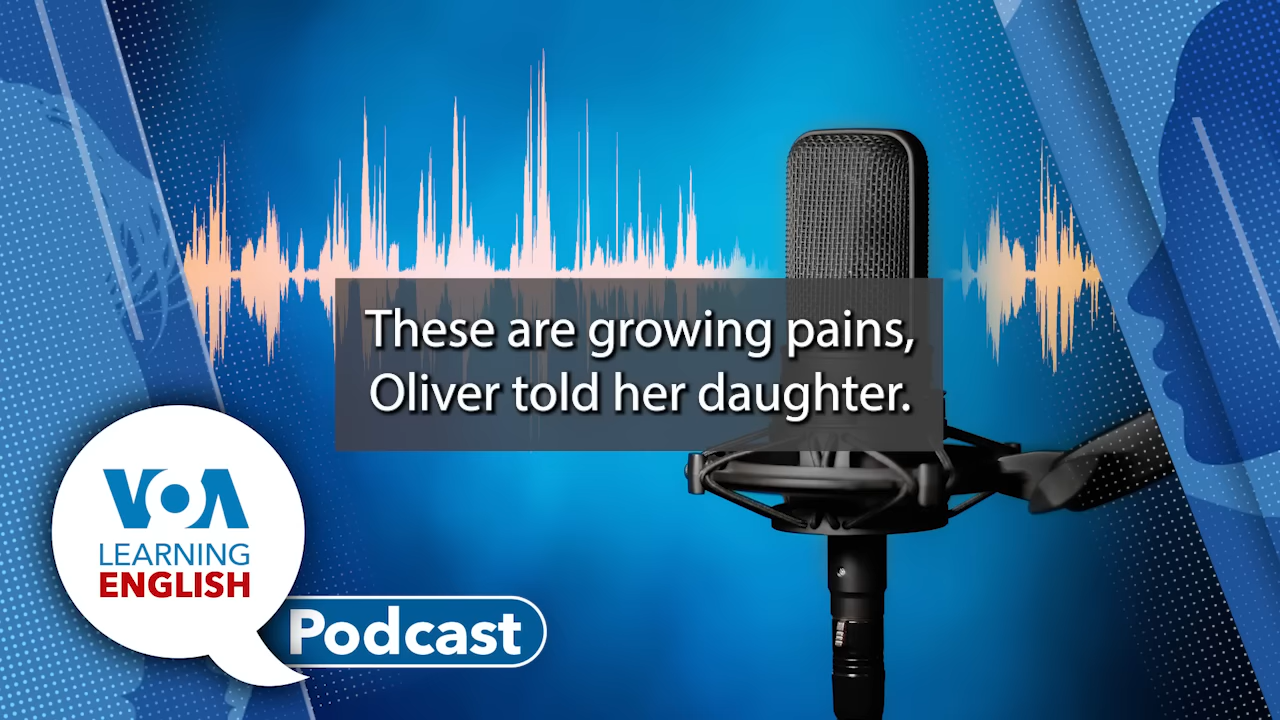 These are growing pains,
Oliver told her daughter.
VOA
LEARNING
ENGLISH
Podcast